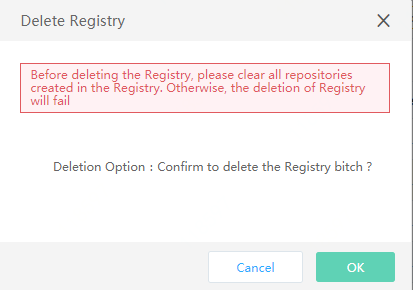 Delete Registry
Before deleting the Registry, please clear all repositories
created in the Registry. Otherwise, the deletion of Registry
will fail
Deletion Option : Confirm to delete the Registry bitch ?
Cancel
OK